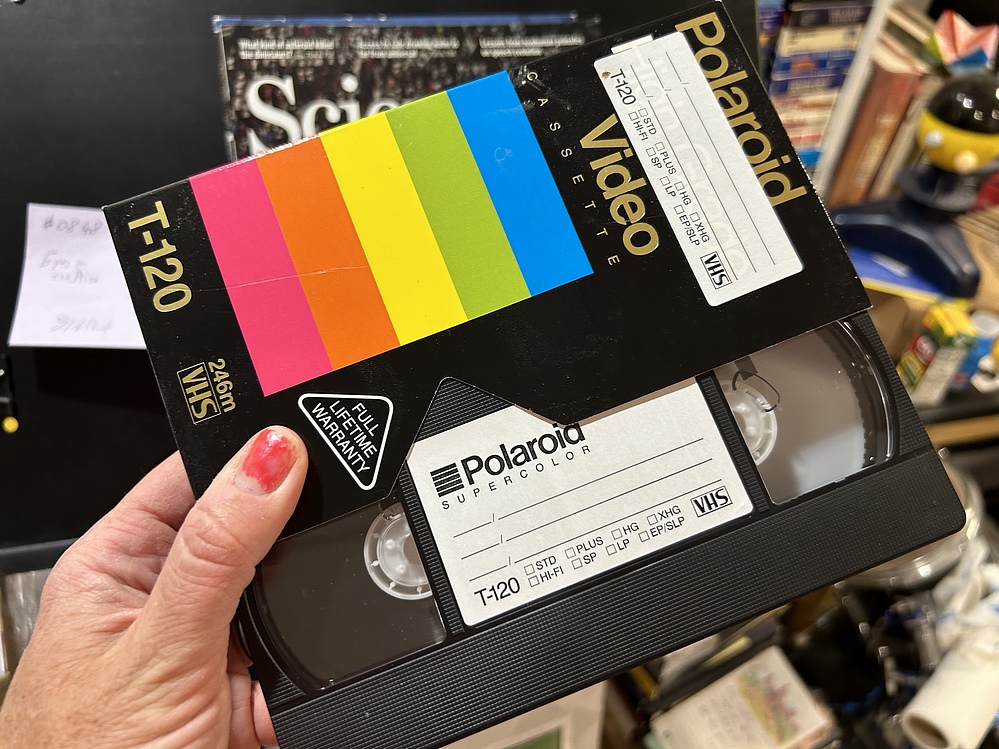 Scie
Polaroid
Video
CASSETTE
T-120
☐ STD ☐ PLUS ☐ HG ☐ XHG
☐ HI-FI ☐ SP ☐ LP ☐ EP/SLP
VHS
T-120
246m
VHS
FULL
LIFETIME
WARRANTY
Polaroid
SUPERCOLOR
T-120
☐ STD ☐ PLUS ☐ HG ☐ XHG
☐ HI-FI ☐ SP ☐ LP ☐ EP/SLP
VHS